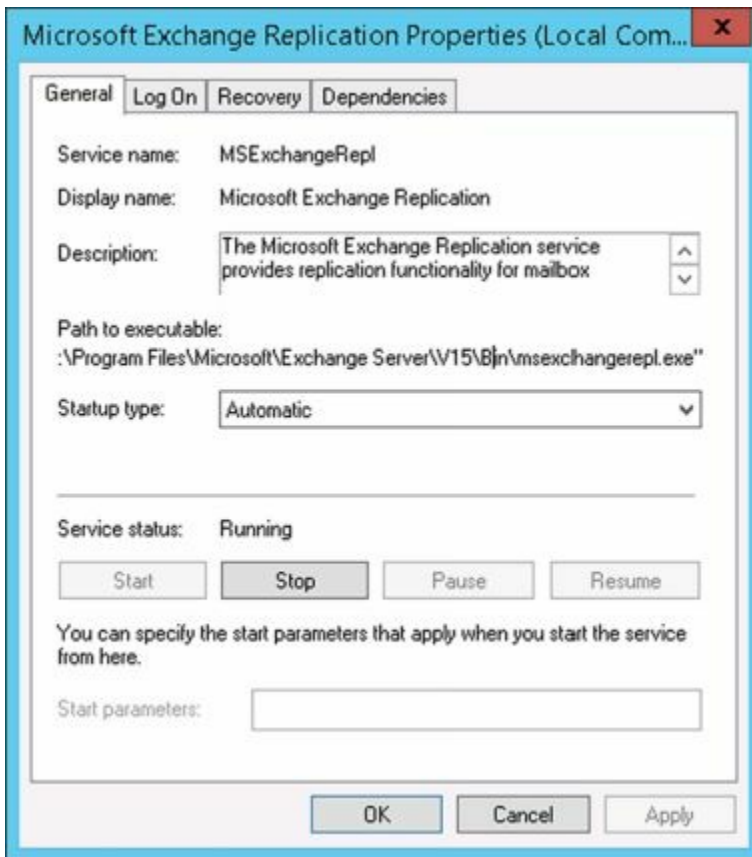 Microsoft Exchange Replication Properties (Local Com...
General Log On Recovery Dependencies
Service name: MSExchangeRepl
Display name: Microsoft Exchange Replication
Description: The Microsoft Exchange Replication service
provides replication functionality for mailbox
Path to executable:
:\Program Files\Microsoft\Exchange Server\V15\Bin\msexchangerepl.exe"
Startup type: Automatic
Service status: Running
Start Stop Pause Resume
You can specify the start parameters that apply when you start the service
from here.
Start parameters:
OK Cancel Apply